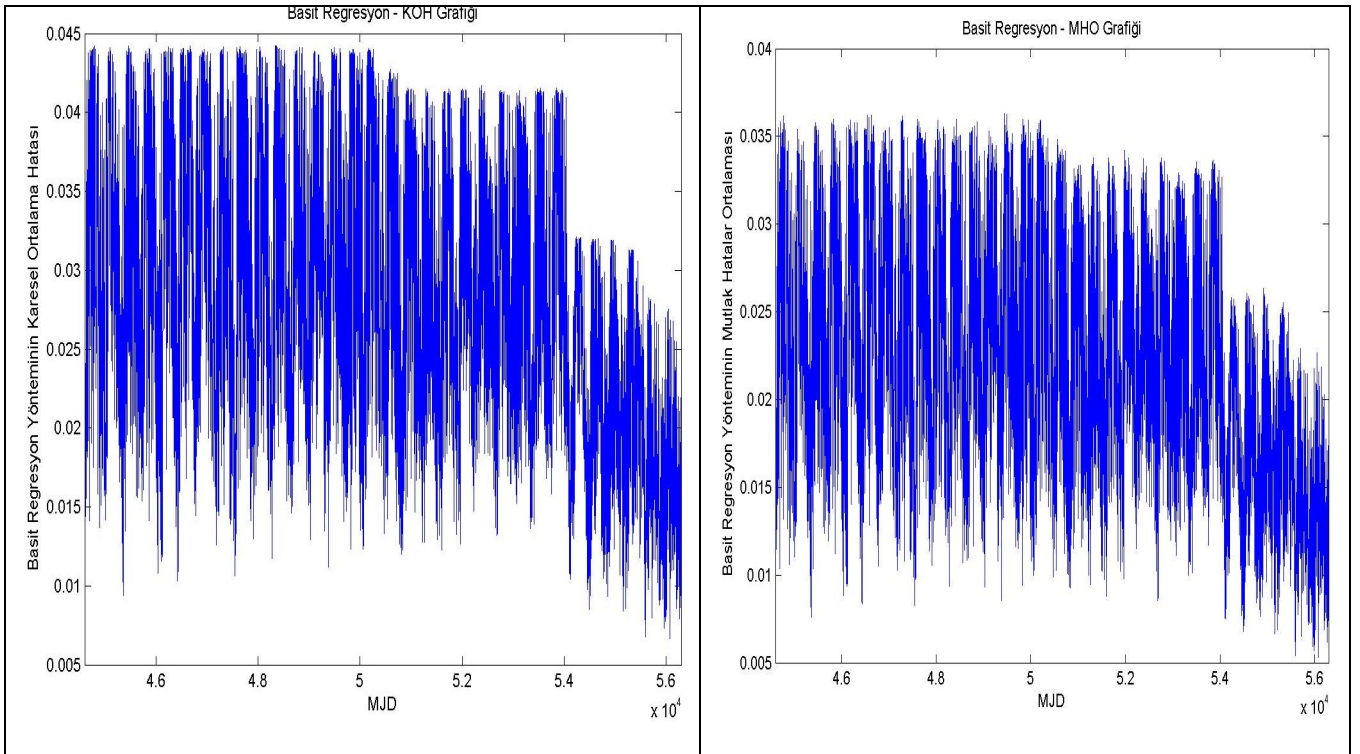 Basit Regresyon - KOH Grafiği
Basit Regresyon Yönteminin Karesel Ortalama Hatası
0.045
0.04
0.035
0.03
0.025
0.02
0.015
0.01
0.005
4.6 4.8 5 5.2 5.4 5.6
MJD
x 10^4
Basit Regresyon - MHO Grafiği
Basit Regresyon Yönteminin Mutlak Hatalar Ortalaması
0.04
0.035
0.03
0.025
0.02
0.015
0.01
0.005
4.6 4.8 5 5.2 5.4 5.6
MJD
x 10^4